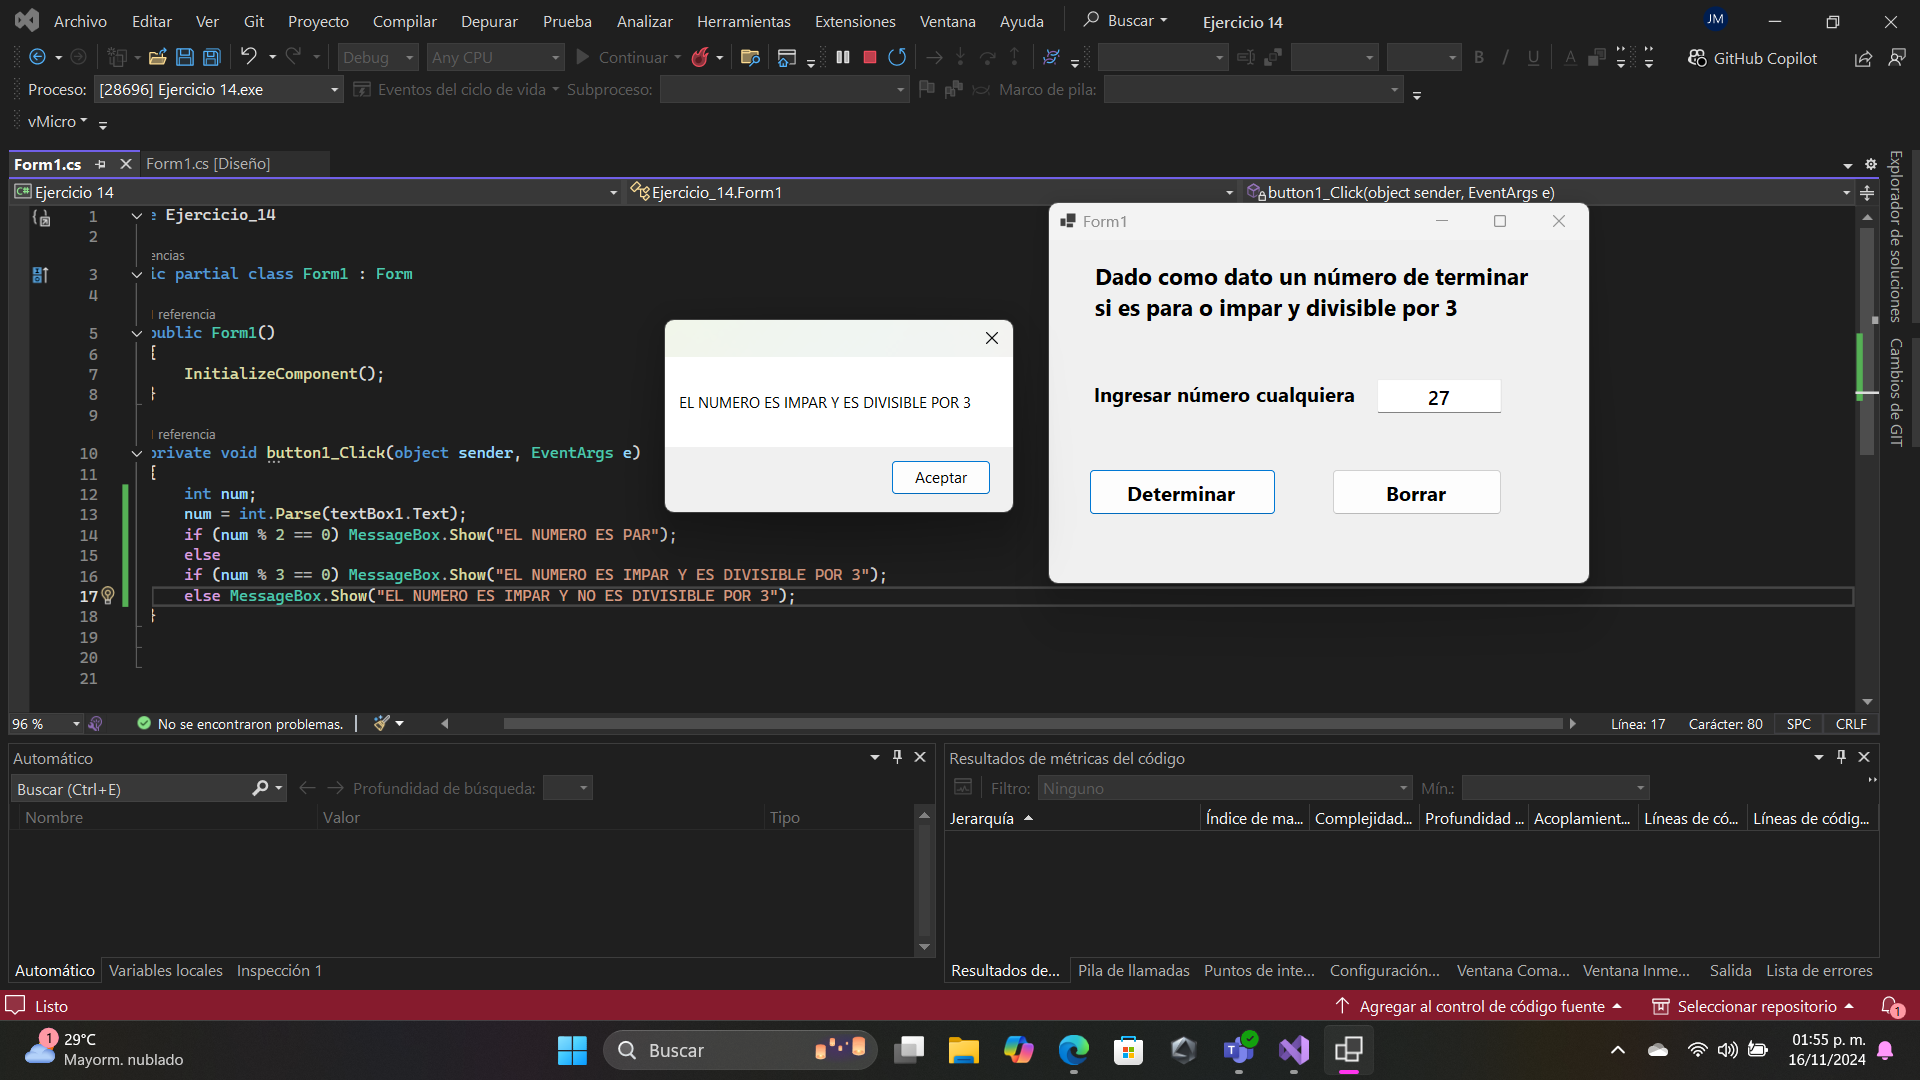 Archivo Editar Ver Git Proyecto Compilar Depurar Prueba Analizar Herramientas Extensiones Ventana Ayuda Buscar Ejercicio 14 JM
Debug Any CPU Continuar GitHub Copilot
Proceso: [28696] Ejercicio 14.exe Eventos del ciclo de vida Subproceso: Marco de pila:
vMicro
Form1.cs Form1.cs [Diseño]
C# Ejercicio 14 Ejercicio_14.Form1 button1_Click(object sender, EventArgs e)
1 e Ejercicio_14
2
encias
3 ic partial class Form1 : Form
4
1 referencia
5 public Form1()
6 {
7 InitializeComponent();
8 }
9
1 referencia
10 private void button1_Click(object sender, EventArgs e)
11 {
12 int num;
13 num = int.Parse(textBox1.Text);
14 if (num % 2 == 0) MessageBox.Show("EL NUMERO ES PAR");
15 else
16 if (num % 3 == 0) MessageBox.Show("EL NUMERO ES IMPAR Y ES DIVISIBLE POR 3");
17 else MessageBox.Show("EL NUMERO ES IMPAR Y NO ES DIVISIBLE POR 3");
18 }
19
20
21
EL NUMERO ES IMPAR Y ES DIVISIBLE POR 3
Aceptar
Form1
Dado como dato un número de terminar
si es para o impar y divisible por 3
Ingresar número cualquiera 27
Determinar Borrar
Explorador de soluciones
Cambios de GIT
96 % No se encontraron problemas. Línea: 17 Carácter: 80 SPC CRLF
Automático
Buscar (Ctrl+E) Profundidad de búsqueda:
Nombre Valor Tipo
Automático Variables locales Inspección 1
Resultados de métricas del código
Filtro: Ninguno Mín.:
Jerarquía Índice de ma... Complejidad... Profundidad ... Acoplamient... Líneas de có... Líneas de códig...
Resultados de... Pila de llamadas Puntos de inte... Configuración... Ventana Coma... Ventana Inme... Salida Lista de errores
Listo Agregar al control de código fuente Seleccionar repositorio 1
1 29°C
Mayorm. nublado
Buscar
01:55 p. m.
16/11/2024